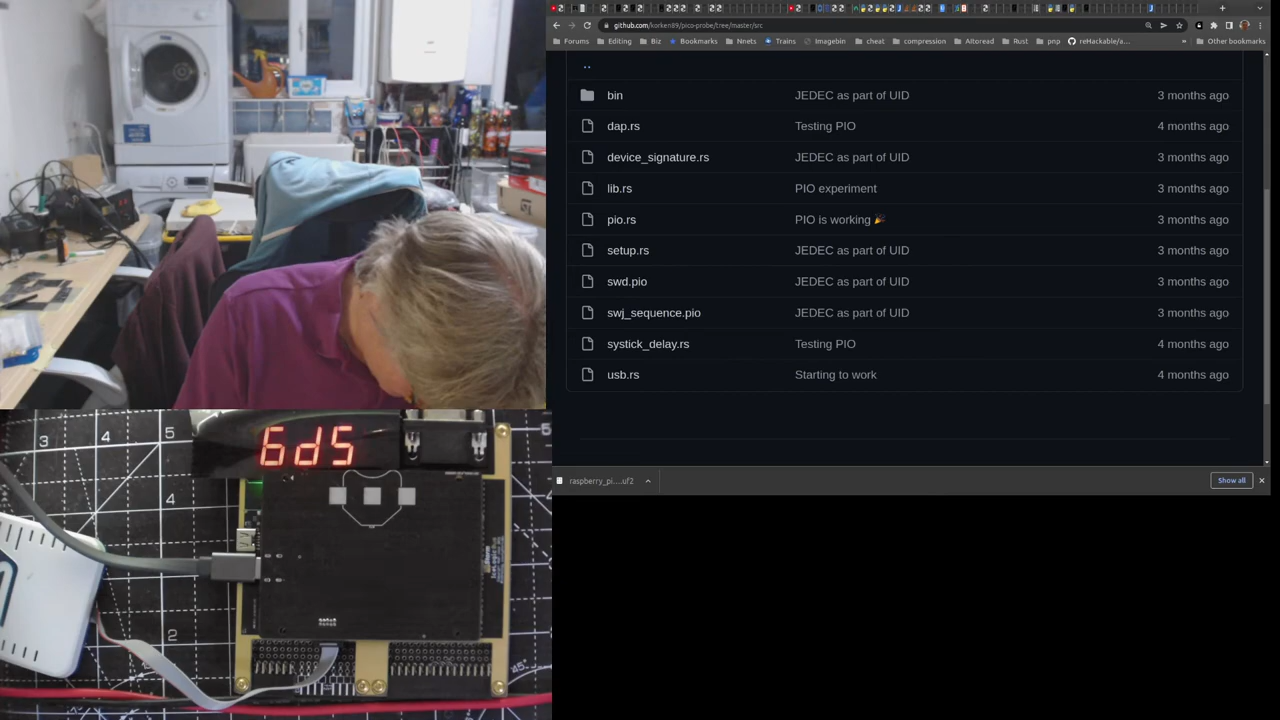 github.com/korken89/pico-probe/tree/master/src
Forums Editing Biz Bookmarks Nnets Trains Imagebin cheat compression Altoread Rust pnp reHackable/a... » Other bookmarks
..
bin JEDEC as part of UID 3 months ago
dap.rs Testing PIO 4 months ago
device_signature.rs JEDEC as part of UID 3 months ago
lib.rs PIO experiment 3 months ago
pio.rs PIO is working 🎉 3 months ago
setup.rs JEDEC as part of UID 3 months ago
swd.pio JEDEC as part of UID 3 months ago
swj_sequence.pio JEDEC as part of UID 3 months ago
systick_delay.rs Testing PIO 4 months ago
usb.rs Starting to work 4 months ago
raspberry_pi....uf2 Show all
6d5
3 4 5
4
2
45°